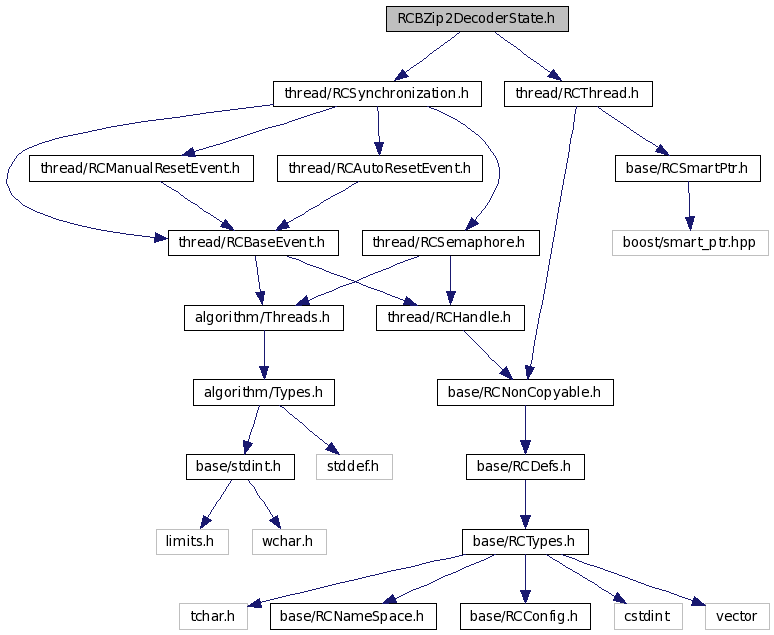 RCBZip2DecoderState.h
thread/RCSynchronization.h
thread/RCThread.h
thread/RCManualResetEvent.h
thread/RCAutoResetEvent.h
base/RCSmartPtr.h
thread/RCBaseEvent.h
thread/RCSemaphore.h
boost/smart_ptr.hpp
algorithm/Threads.h
thread/RCHandle.h
algorithm/Types.h
base/RCNonCopyable.h
base/stdint.h
stddef.h
base/RCDefs.h
limits.h
wchar.h
base/RCTypes.h
tchar.h
base/RCNameSpace.h
base/RCConfig.h
cstdint
vector